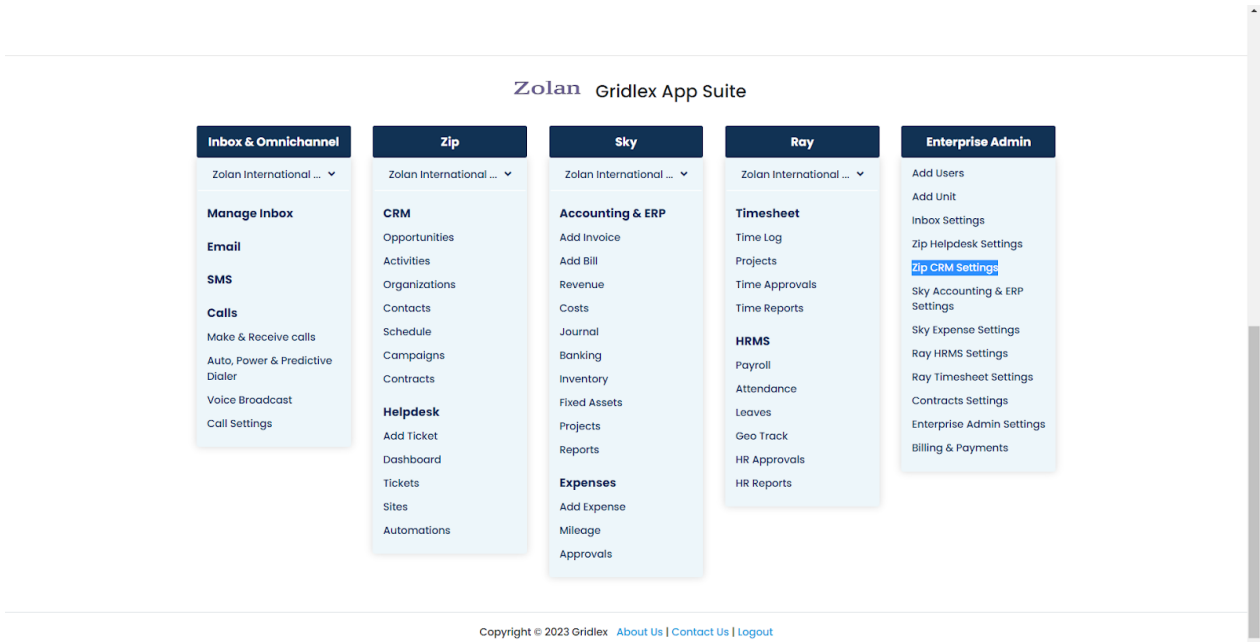 Zolan Gridlex App Suite
Inbox & Omnichannel
Zolan International ...
Manage Inbox
Email
SMS
Calls
Make & Receive calls
Auto, Power & Predictive
Dialer
Voice Broadcast
Call Settings
Zip
Zolan International ...
CRM
Opportunities
Activities
Organizations
Contacts
Schedule
Campaigns
Contracts
Helpdesk
Add Ticket
Dashboard
Tickets
Sites
Automations
Sky
Zolan International ...
Accounting & ERP
Add Invoice
Add Bill
Revenue
Costs
Journal
Banking
Inventory
Fixed Assets
Projects
Reports
Expenses
Add Expense
Mileage
Approvals
Ray
Zolan International ...
Timesheet
Time Log
Projects
Time Approvals
Time Reports
HRMS
Payroll
Attendance
Leaves
Geo Track
HR Approvals
HR Reports
Enterprise Admin
Add Users
Add Unit
Inbox Settings
Zip Helpdesk Settings
Zip CRM Settings
Sky Accounting & ERP
Settings
Sky Expense Settings
Ray HRMS Settings
Ray Timesheet Settings
Contracts Settings
Enterprise Admin Settings
Billing & Payments
Copyright © 2023 Gridlex About Us | Contact Us | Logout